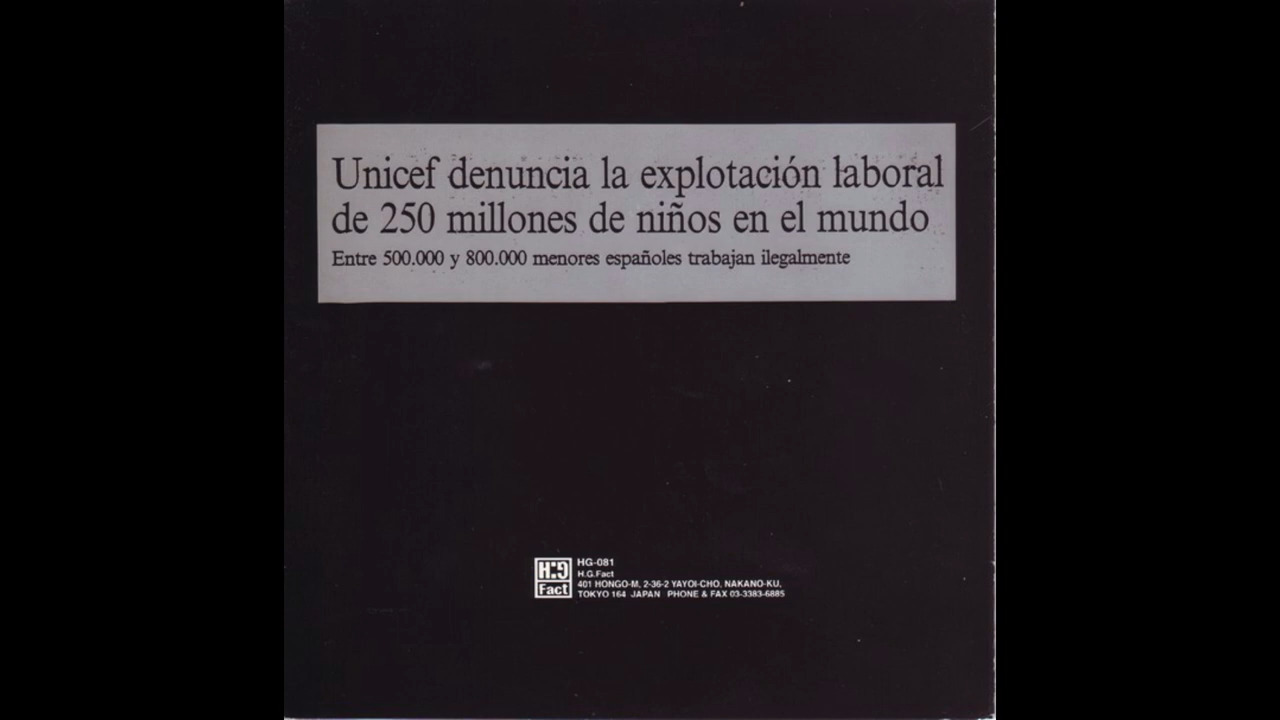 Unicef denuncia la explotación laboral
de 250 millones de niños en el mundo
Entre 500.000 y 800.000 menores españoles trabajan ilegalmente
H:G
Fact
HG-081
H.G.Fact
401 HONGO-M, 2-36-2 YAYOI-CHO, NAKANO-KU,
TOKYO 164 JAPAN PHONE & FAX 03-3383-6885